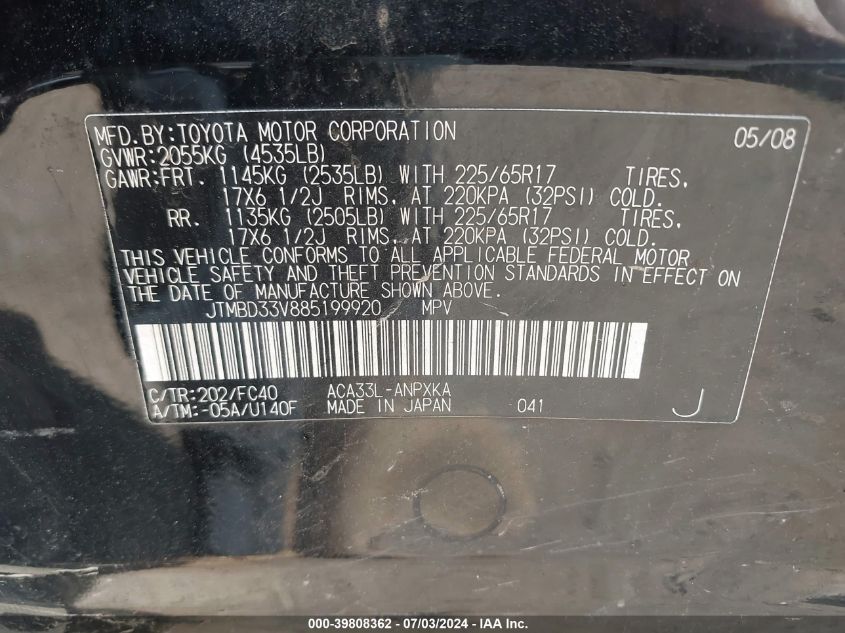 MFD.BY:TOYOTA MOTOR CORPORATION 05/08
GVWR:2055KG (4535LB)
GAWR:FRT. 1145KG (2535LB) WITH 225/65R17 TIRES,
17X6 1/2J RIMS, AT 220KPA (32PSI) COLD.
RR. 1135KG (2505LB) WITH 225/65R17 TIRES,
17X6 1/2J RIMS, AT 220KPA (32PSI) COLD.
THIS VEHICLE CONFORMS TO ALL APPLICABLE FEDERAL MOTOR
VEHICLE SAFETY AND THEFT PREVENTION STANDARDS IN EFFECT ON
THE DATE OF MANUFACTURE SHOWN ABOVE.
JTMBD33V885199920 MPV
C/TR:202/FC40 ACA33L-ANPXKA
A/TM:-05A/U140F MADE IN JAPAN 041 J
000-39808362 - 07/03/2024 - IAA Inc.